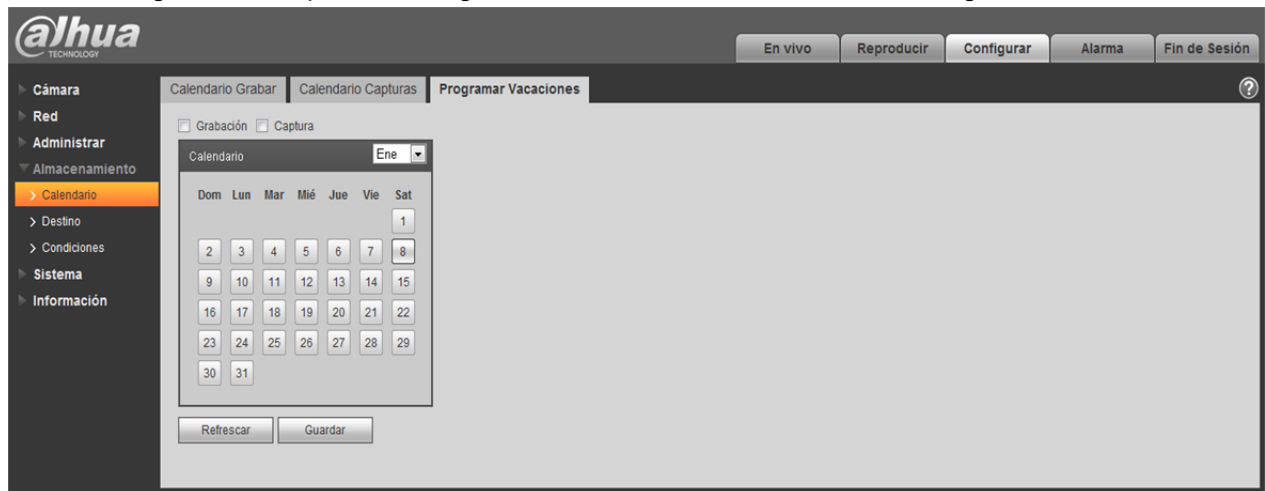 alhua
TECHNOLOGY
En vivo Reproducir Configurar Alarma Fin de Sesión
Cámara
Red
Administrar
Almacenamiento
> Calendario
> Destino
> Condiciones
Sistema
Información
Calendario Grabar Calendario Capturas Programar Vacaciones ?
Grabación Captura
Calendario Ene
Dom Lun Mar Mié Jue Vie Sat
1
2 3 4 5 6 7 8
9 10 11 12 13 14 15
16 17 18 19 20 21 22
23 24 25 26 27 28 29
30 31
Refrescar Guardar